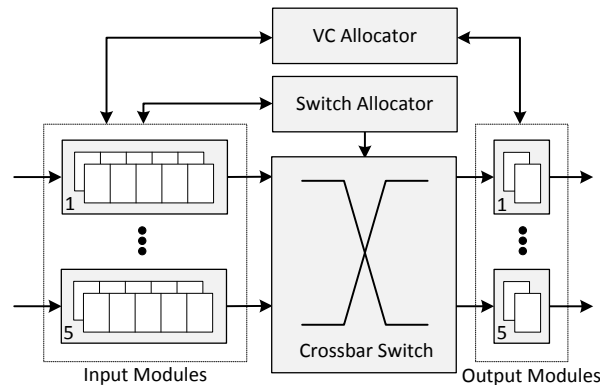 VC Allocator
Switch Allocator
1
1
5
5
Crossbar Switch
Input Modules
Output Modules